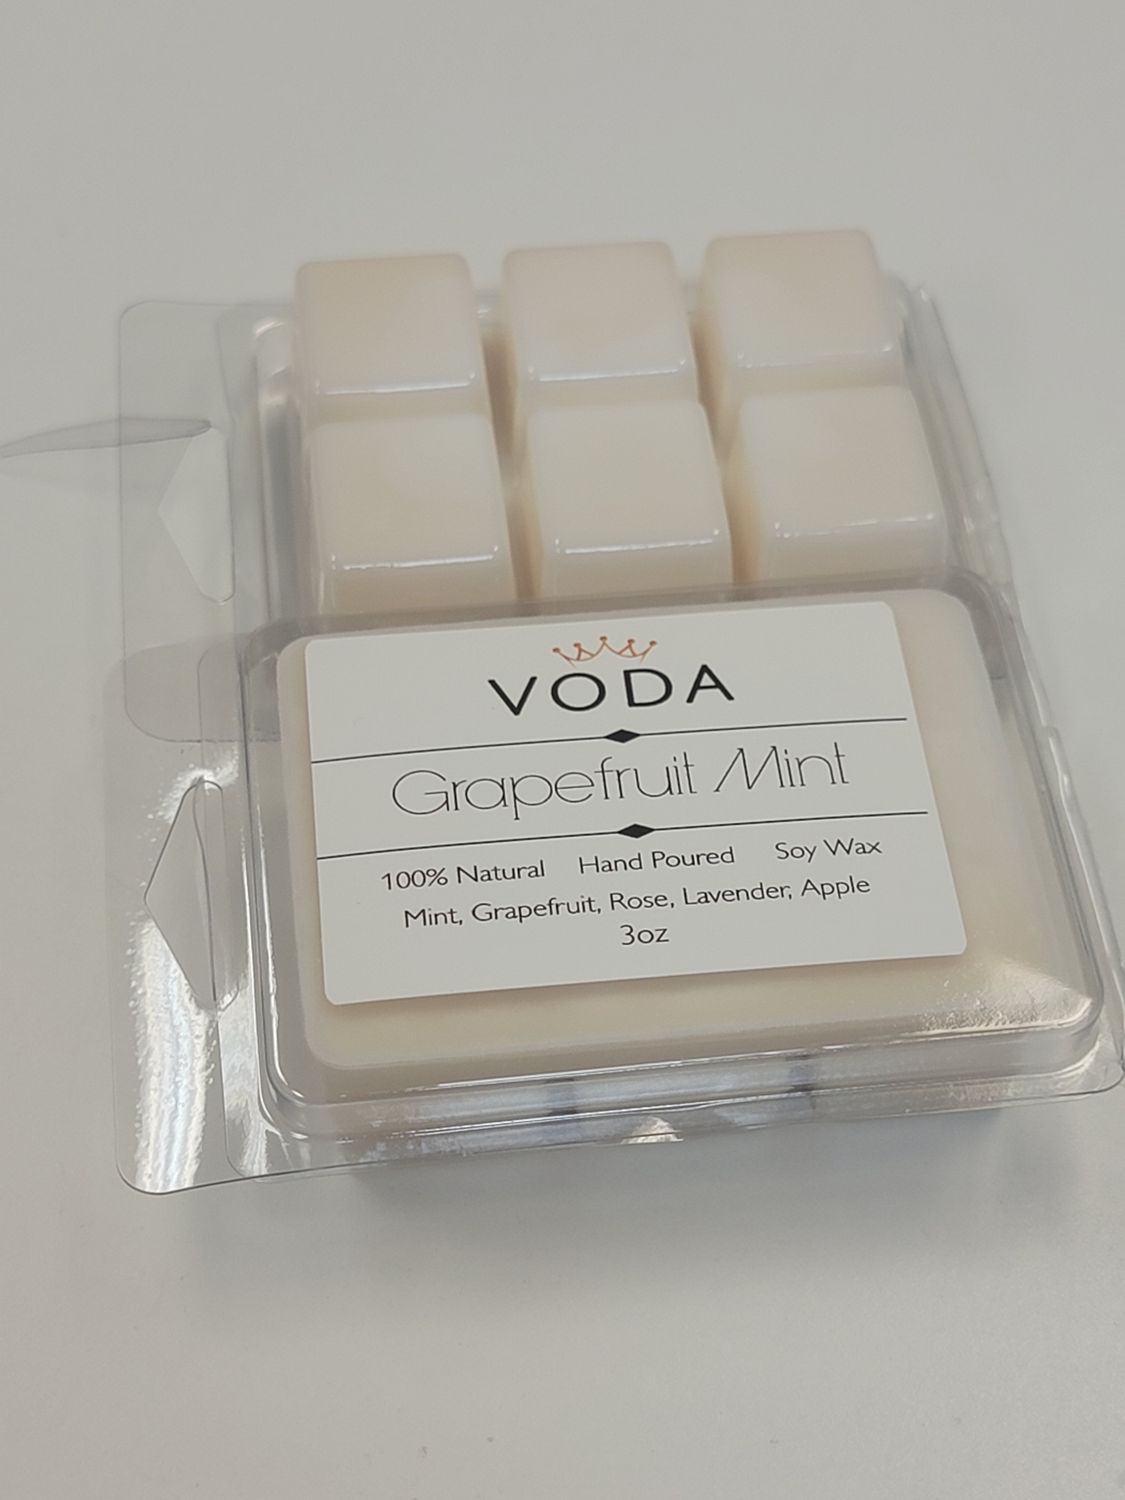 VODA
Grapefruit Mint
100% Natural Hand Poured Soy Wax
Mint, Grapefruit, Rose, Lavender, Apple
3oz